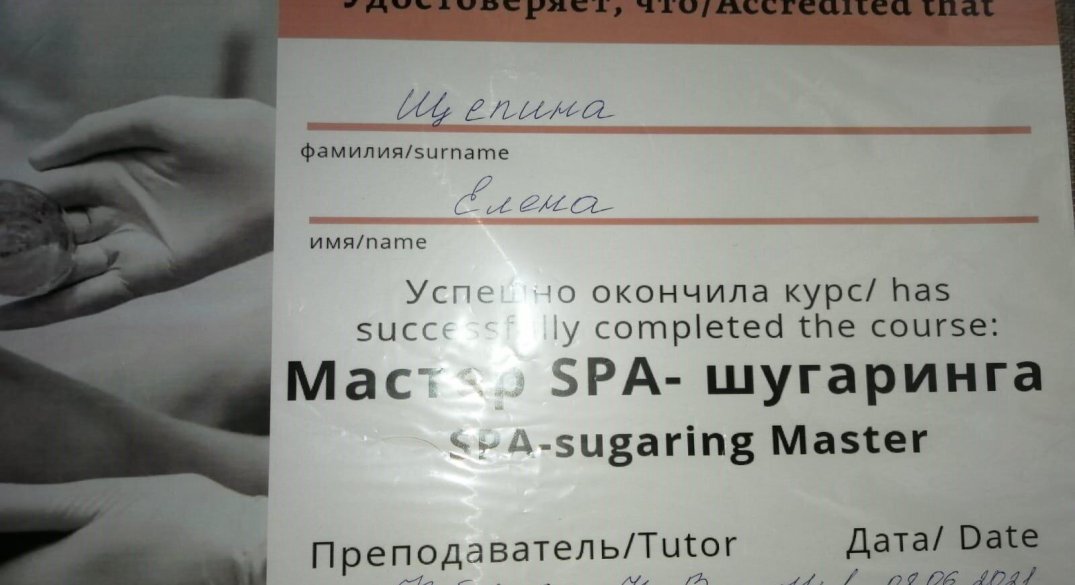 Удостоверяет, что/Accredited that
Щепина
фамилия/surname
Елена
имя/name
Успешно окончила курс/ has
successfully completed the course:
Мастер SPA- шугаринга
SPA-sugaring Master
Преподаватель/Tutor Дата/ Date